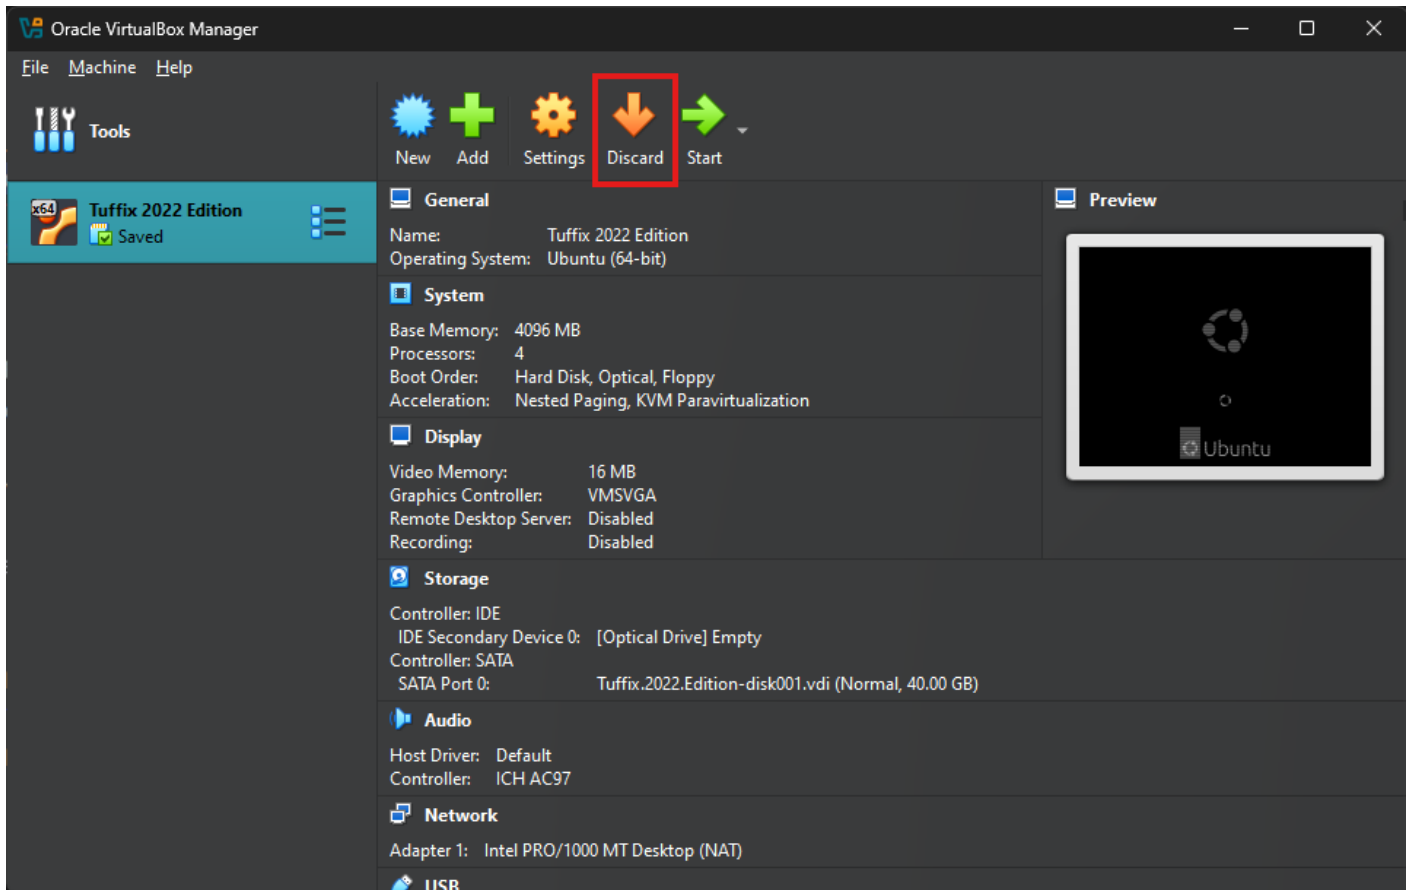 Oracle VirtualBox Manager
File Machine Help
Tools
New Add Settings Discard Start
x64
Tuffix 2022 Edition
Saved
General
Name: Tuffix 2022 Edition
Operating System: Ubuntu (64-bit)
System
Base Memory: 4096 MB
Processors: 4
Boot Order: Hard Disk, Optical, Floppy
Acceleration: Nested Paging, KVM Paravirtualization
Display
Video Memory: 16 MB
Graphics Controller: VMSVGA
Remote Desktop Server: Disabled
Recording: Disabled
Preview
Ubuntu
Storage
Controller: IDE
IDE Secondary Device 0: [Optical Drive] Empty
Controller: SATA
SATA Port 0: Tuffix.2022.Edition-disk001.vdi (Normal, 40.00 GB)
Audio
Host Driver: Default
Controller: ICH AC97
Network
Adapter 1: Intel PRO/1000 MT Desktop (NAT)
USB